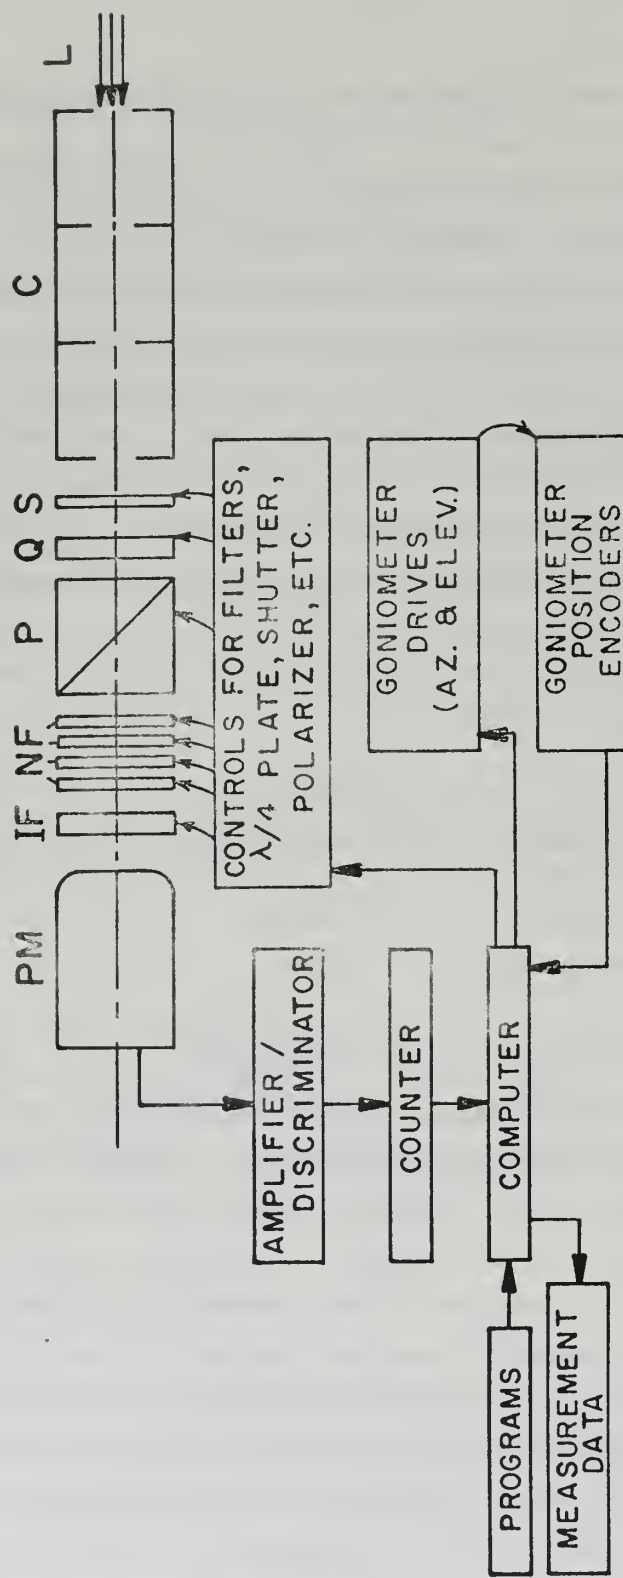 PM IF NF P Q S C L
CONTROLS FOR FILTERS,
λ/4 PLATE, SHUTTER,
POLARIZER, ETC.
AMPLIFIER /
DISCRIMINATOR
COUNTER
GONIOMETER
DRIVES
(AZ. & ELEV.)
PROGRAMS
COMPUTER
GONIOMETER
POSITION
ENCODERS
MEASUREMENT
DATA